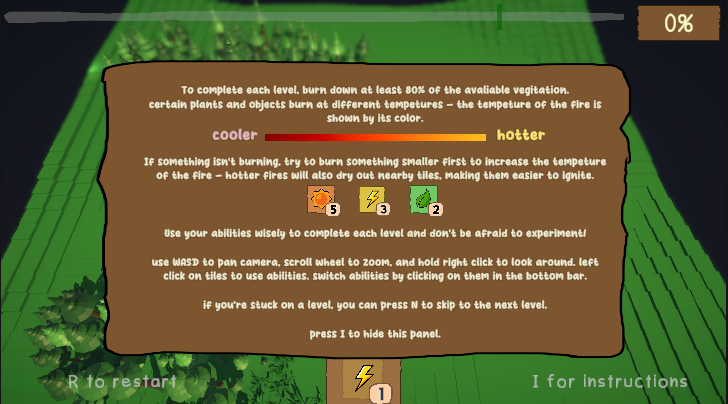 0%
To complete each level, burn down at least 80% of the avaliable vegitation.
certain plants and objects burn at different tempetures – the tempeture of the fire is
shown by its color.
cooler hotter
If something isn't burning, try to burn something smaller first to increase the tempeture
of the fire – hotter fires will also dry out nearby tiles, making them easier to ignite.
5 3 2
Use your abilities wisely to complete each level and don't be afraid to experiment!
use WASD to pan camera, scroll wheel to zoom, and hold right click to look around. left
click on tiles to use abilities. switch abilities by clicking on them in the bottom bar.
if you're stuck on a level, you can press N to skip to the next level.
press I to hide this panel.
R to restart
1
I for instructions